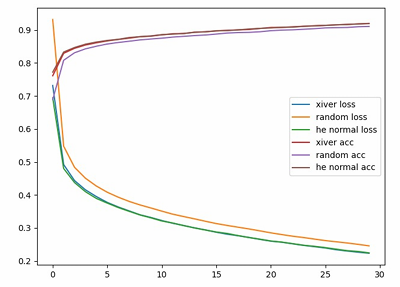 0.9
0.8
0.7
0.6
0.5
0.4
0.3
0.2
xiver loss
random loss
he normal loss
xiver acc
random acc
he normal acc
0 5 10 15 20 25 30